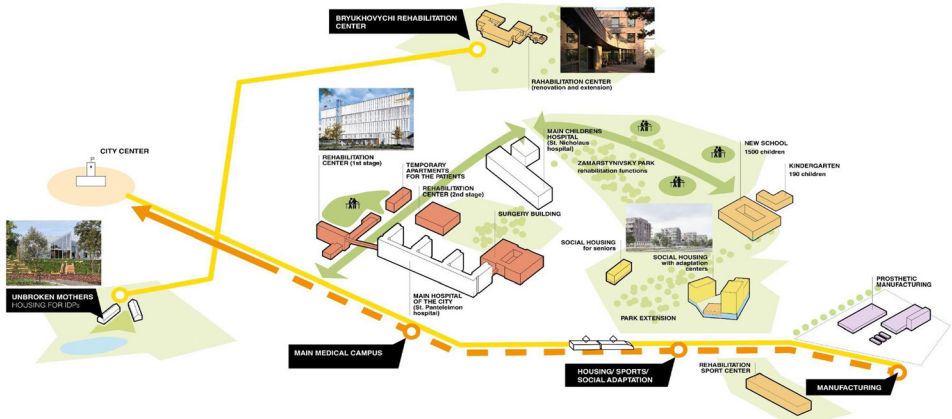 BRYUKHOVYCHI REHABILITATION
CENTER
RAHABILITATION CENTER
(renovation and extension)
CITY CENTER
REHABILITATION
CENTER (1st stage)
TEMPORARY
APARTMENTS
FOR THE PATIENTS
REHABILITATION
CENTER (2nd stage)
MAIN CHILDRENS
HOSPITAL
(St. Nicholaus
hospital)
ZAMARSTYNIVSKY PARK
rehabilitation functions
NEW SCHOOL
1500 children
KINDERGARTEN
190 children
SURGERY BUILDING
SOCIAL HOUSING
for seniors
SOCIAL HOUSING
with adaptation
centers
UNBROKEN MOTHERS
HOUSING FOR IDPs
MAIN HOSPITAL
OF THE CITY
(St. Panteleimon
hospital)
PARK EXTENSION
PROSTHETIC
MANUFACTURING
MAIN MEDICAL CAMPUS
HOUSING/ SPORTS/
SOCIAL ADAPTATION
REHABILITATION
SPORT CENTER
MANUFACTURING